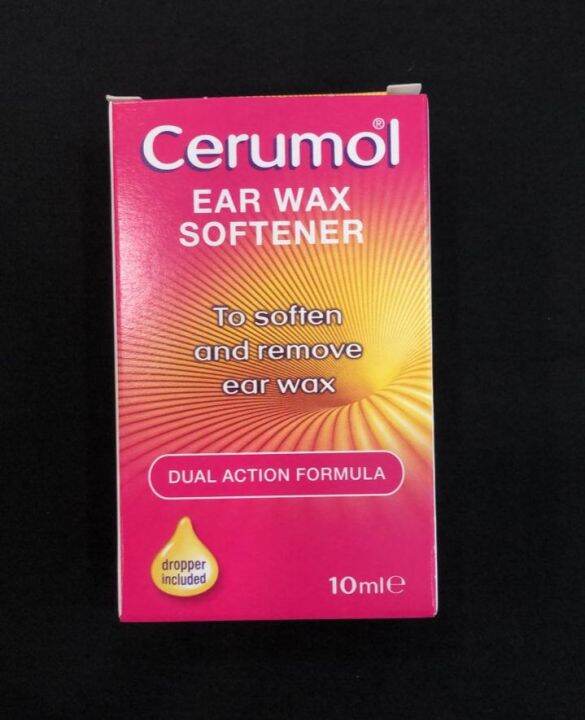 Cerumol®
EAR WAX
SOFTENER
To soften
and remove
ear wax
DUAL ACTION FORMULA
dropper
included
10ml℮